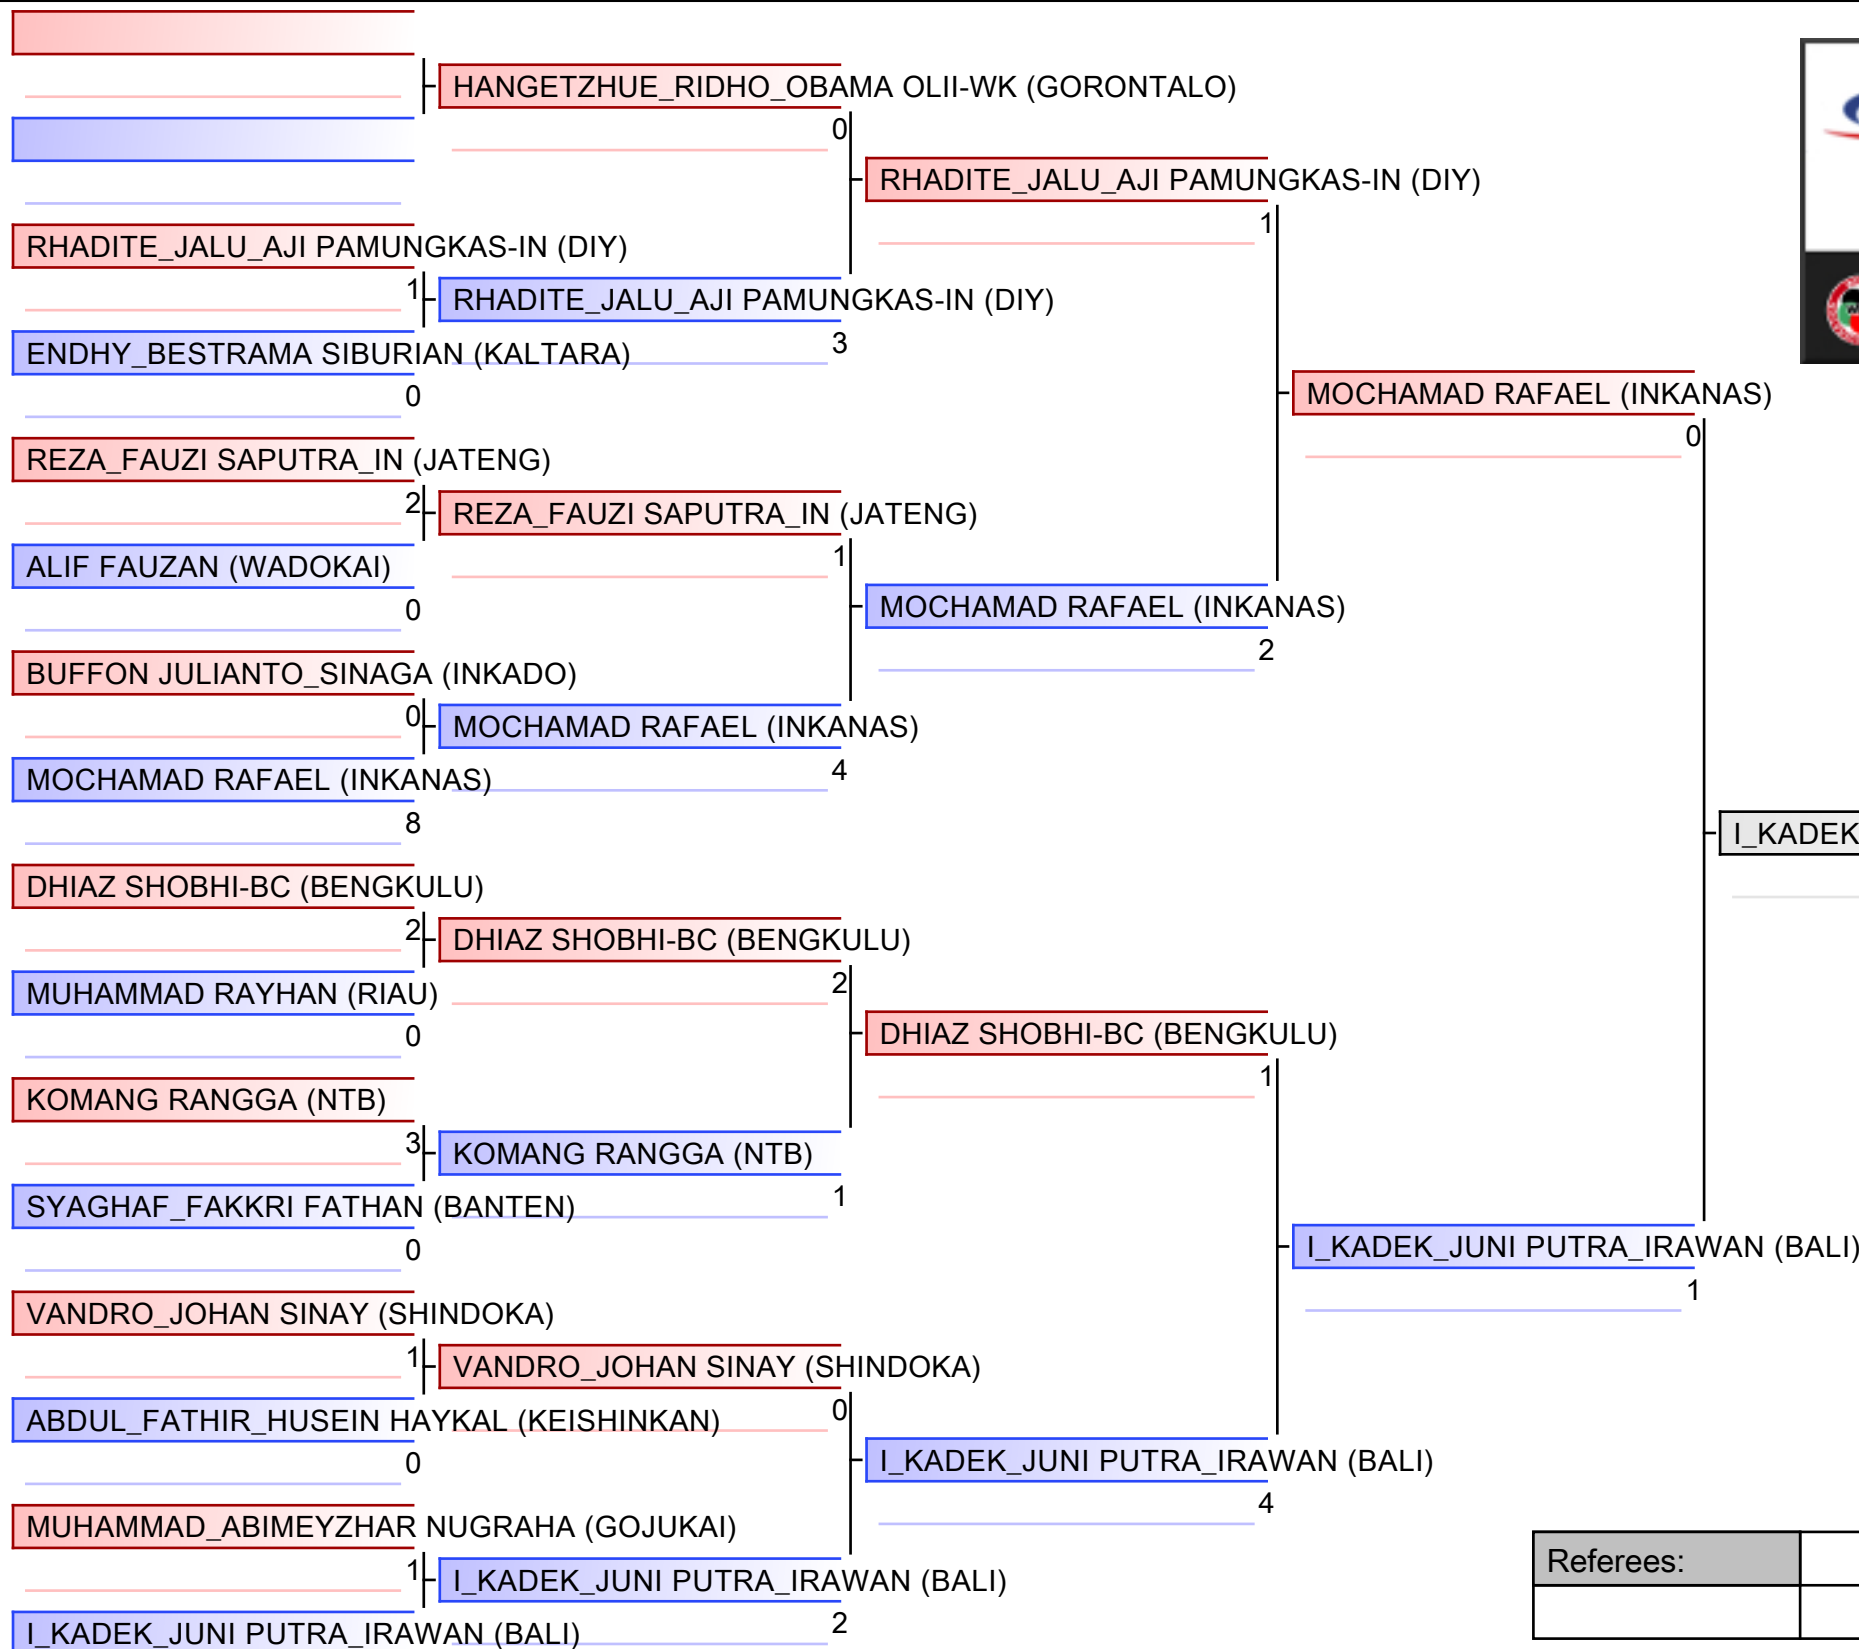 HANGETZHUE_RIDHO_OBAMA OLII-WK (GORONTALO)
0
RHADITE_JALU_AJI PAMUNGKAS-IN (DIY)
1
RHADITE_JALU_AJI PAMUNGKAS-IN (DIY)
1
RHADITE_JALU_AJI PAMUNGKAS-IN (DIY)
3
ENDHY_BESTRAMA SIBURIAN (KALTARA)
0
MOCHAMAD RAFAEL (INKANAS)
0
REZA_FAUZI SAPUTRA_IN (JATENG)
2
REZA_FAUZI SAPUTRA_IN (JATENG)
1
ALIF FAUZAN (WADOKAI)
0
MOCHAMAD RAFAEL (INKANAS)
2
BUFFON JULIANTO_SINAGA (INKADO)
0
MOCHAMAD RAFAEL (INKANAS)
4
MOCHAMAD RAFAEL (INKANAS)
8
I_KADEK
DHIAZ SHOBHI-BC (BENGKULU)
2
DHIAZ SHOBHI-BC (BENGKULU)
2
MUHAMMAD RAYHAN (RIAU)
0
DHIAZ SHOBHI-BC (BENGKULU)
1
KOMANG RANGGA (NTB)
3
KOMANG RANGGA (NTB)
1
SYAGHAF_FAKKRI FATHAN (BANTEN)
0
I_KADEK_JUNI PUTRA_IRAWAN (BALI)
1
VANDRO_JOHAN SINAY (SHINDOKA)
1
VANDRO_JOHAN SINAY (SHINDOKA)
0
ABDUL_FATHIR_HUSEIN HAYKAL (KEISHINKAN)
0
I_KADEK_JUNI PUTRA_IRAWAN (BALI)
4
MUHAMMAD_ABIMEYZHAR NUGRAHA (GOJUKAI)
1
I_KADEK_JUNI PUTRA_IRAWAN (BALI)
2
I_KADEK_JUNI PUTRA_IRAWAN (BALI)
Referees: